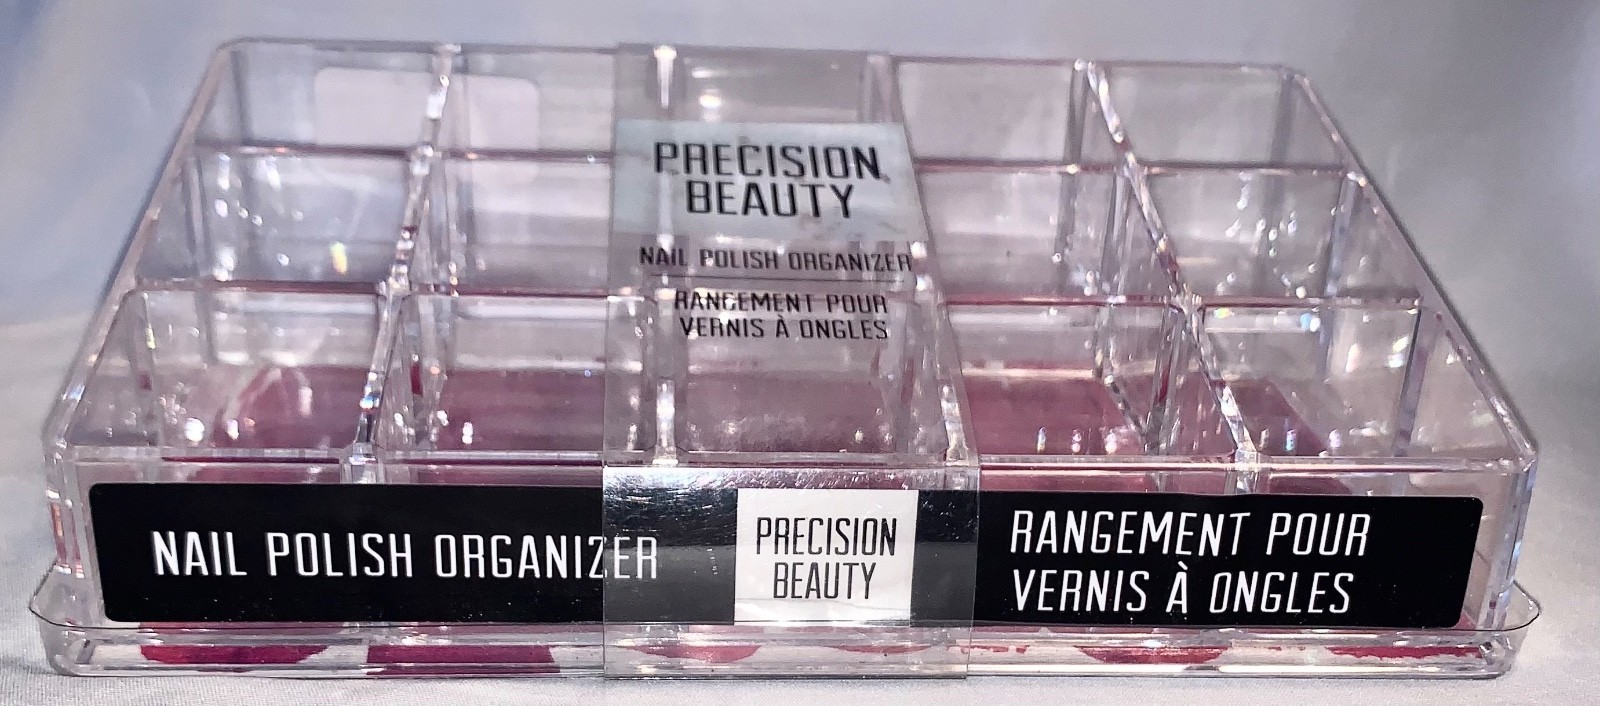 PRECISION
BEAUTY
NAIL POLISH ORGANIZER
RANGEMENT POUR
VERNIS À ONGLES
NAIL POLISH ORGANIZER
PRECISION
BEAUTY
RANGEMENT POUR
VERNIS À ONGLES